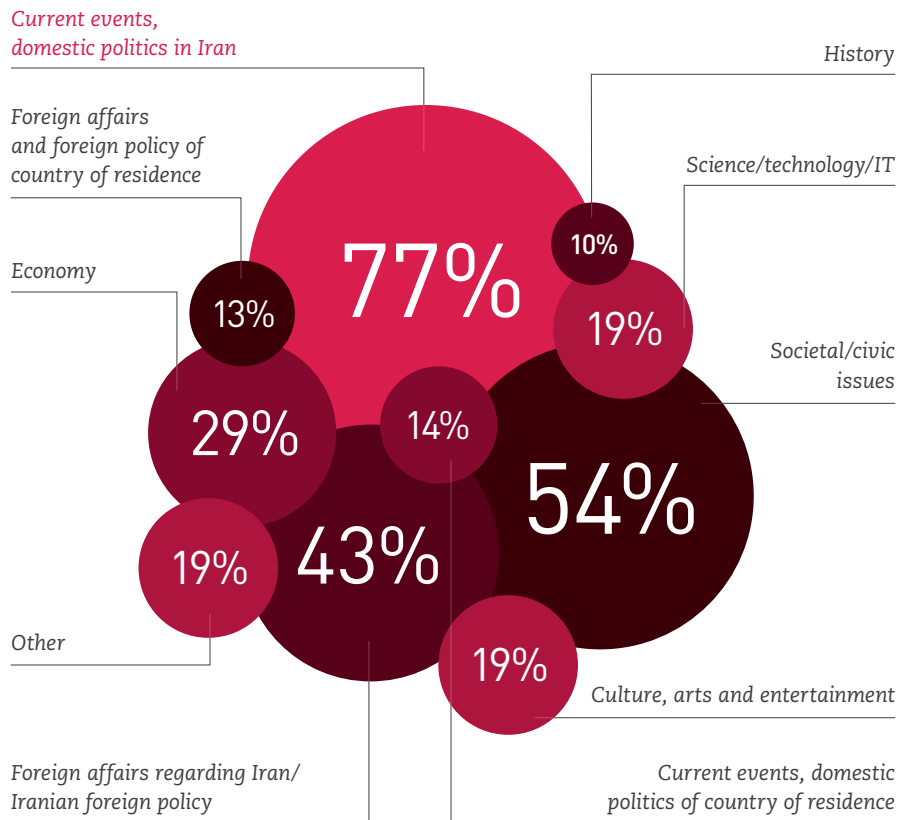 Current events,
domestic politics in Iran
History
Foreign affairs
and foreign policy of
country of residence
Science/technology/IT
10%
77%
Economy
13%
19%
Societal/civic
issues
29%
14%
54%
43%
19%
Other
19%
Culture, arts and entertainment
Foreign affairs regarding Iran/
Iranian foreign policy
Current events, domestic
politics of country of residence